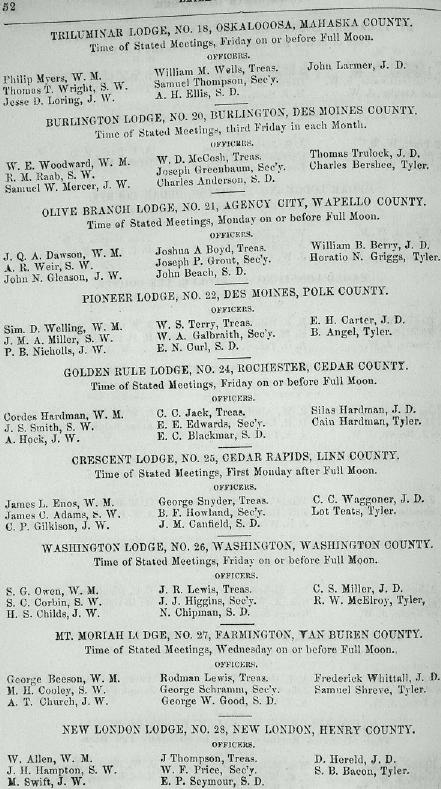 52
TRILUMINAR LODGE, NO. 18, OSKALOOSA, MAHASKA COUNTY.
Time of Stated Meetings, Friday on or before Full Moon.
OFFICERS.
Philip Myers, W. M. William M. Wells, Treas. John Larmer, J. D.
Thomas T. Wright, S. W. Samuel Thompson, Sec'y.
Jesse D. Loring, J. W. A. H. Ellis, S. D.
BURLINGTON LODGE, NO. 20, BURLINGTON, DES MOINES COUNTY.
Time of Stated Meetings, third Friday in each Month.
OFFICERS.
W. E. Woodward, W. M. W. D. McCosh, Treas. Thomas Trulock, J. D.
R. M. Raab, S. W. Joseph Greenbaum, Sec'y. Charles Bershee, Tyler.
Samuel W. Mercer, J. W. Charles Anderson, S. D.
OLIVE BRANCH LODGE, NO. 21, AGENCY CITY, WAPELLO COUNTY.
Time of Stated Meetings, Monday on or before Full Moon.
OFFICERS.
J. Q. A. Dawson, W. M. Joshua A Boyd, Treas. William B. Berry, J. D.
A. R. Weir, S. W. Joseph P. Grout, Sec'y. Horatio N. Griggs, Tyler.
John N. Gleason, J. W. John Beach, S. D.
PIONEER LODGE, NO. 22, DES MOINES, POLK COUNTY.
OFFICERS.
Sim. D. Welling, W. M. W. S. Terry, Treas. E. H. Carter, J. D.
J. M. A. Miller, S. W. W. A. Galbraith, Sec'y. B. Angel, Tyler.
P. B. Nicholls, J. W. E. N. Curl, S. D.
GOLDEN RULE LODGE, NO. 24, ROCHESTER, CEDAR COUNTY.
Time of Stated Meetings, Friday on or before Full Moon.
OFFICERS.
Cordes Hardman, W. M. C. C. Jack, Treas. Silas Hardman, J. D.
J. S. Smith, S. W. E. E. Edwards, Sec'y. Cain Hardman, Tyler.
A. Hock, J. W. E. C. Blackmar, S. D.
CRESCENT LODGE, NO. 25, CEDAR RAPIDS, LINN COUNTY.
Time of Stated Meetings, First Monday after Full Moon.
OFFICERS.
James L. Enos, W. M. George Snyder, Treas. C. C. Waggoner, J. D.
James C. Adams, S. W. B. F. Howland, Sec'y. Lot Teats, Tyler.
C. P. Gilkison, J. W. J. M. Canfield, S. D.
WASHINGTON LODGE, NO. 26, WASHINGTON, WASHINGTON COUNTY.
Time of Stated Meetings, Friday on or before Full Moon.
OFFICERS.
S. G. Owen, W. M. J. R. Lewis, Treas. C. S. Miller, J. D.
S. C. Corbin, S. W. J. J. Higgins, Sec'y. R. W. McElroy, Tyler,
H. S. Childs, J. W. N. Chipman, S. D.
MT. MORIAH LODGE, NO. 27, FARMINGTON, VAN BUREN COUNTY.
Time of Stated Meetings, Wednesday on or before Full Moon.
OFFICERS.
George Beeson, W. M. Rodman Lewis, Treas. Frederick Whittall, J. D.
M. H. Cooley, S. W. George Schramm, Sec'y. Samuel Shreve, Tyler.
A. T. Church, J. W. George W. Good, S. D.
NEW LONDON LODGE, NO. 28, NEW LONDON, HENRY COUNTY.
OFFICERS.
W. Allen, W. M. J Thompson, Treas. D. Hereld, J. D.
J. H. Hampton, S. W. W. F. Price, Sec'y. S. B. Bacon, Tyler.
M. Swift, J. W. E. P. Seymour, S. D.